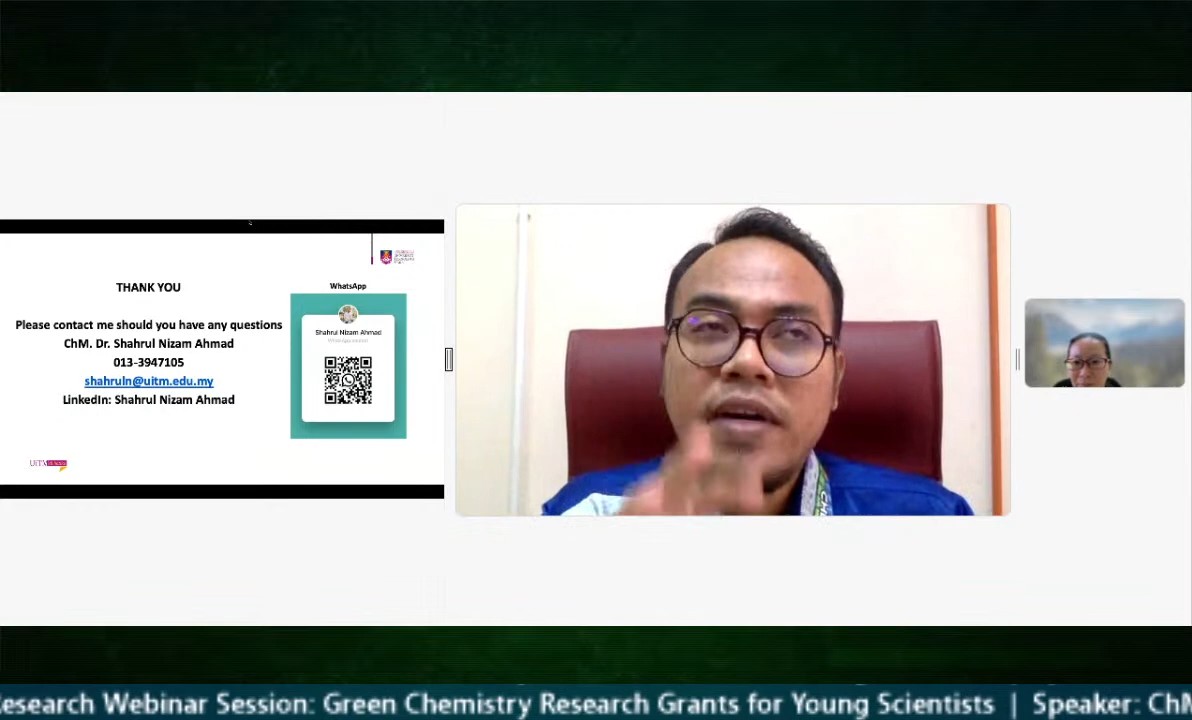 THANK YOU
Please contact me should you have any questions
ChM. Dr. Shahrul Nizam Ahmad
013-3947105
shahruln@uitm.edu.my
LinkedIn: Shahrul Nizam Ahmad
WhatsApp
Shahrul Nizam Ahmad
esearch Webinar Session: Green Chemistry Research Grants for Young Scientists | Speaker: ChM